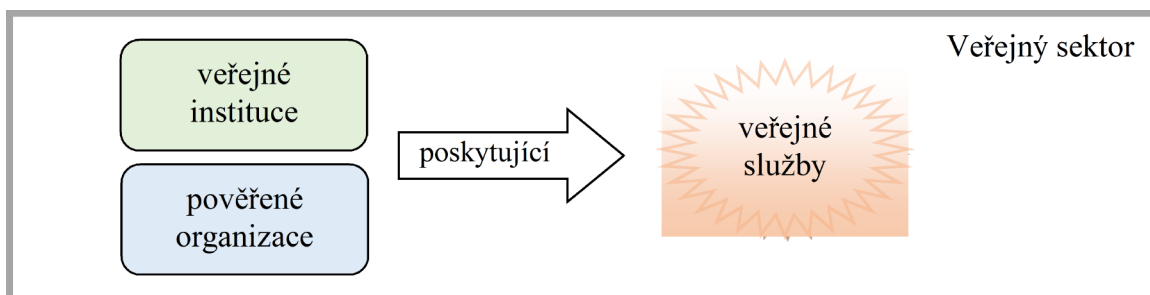 Veřejný sektor
veřejné
instituce
pověřené
organizace
poskytující
veřejné
služby